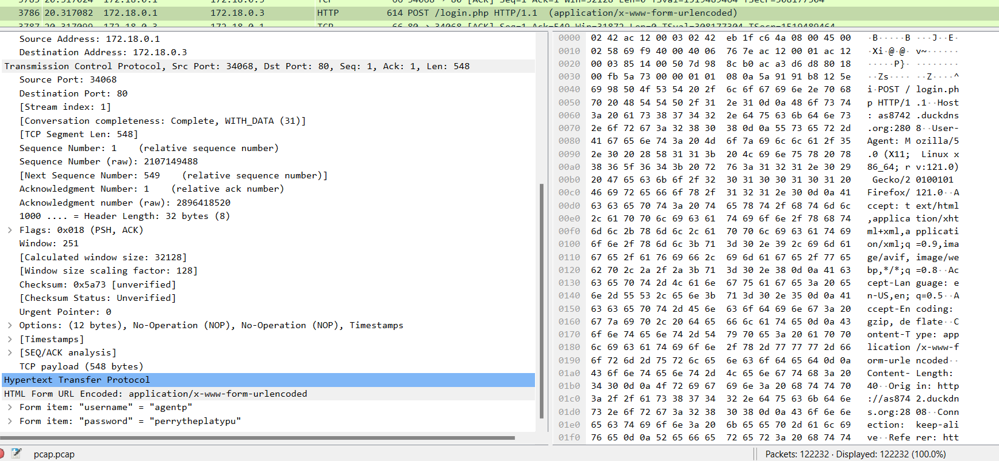 3786 20.317082 172.18.0.1 172.18.0.3 HTTP 614 POST /login.php HTTP/1.1 (application/x-www-form-urlencoded)
Source Address: 172.18.0.1
Destination Address: 172.18.0.3
Transmission Control Protocol, Src Port: 34068, Dst Port: 80, Seq: 1, Ack: 1, Len: 548
Source Port: 34068
Destination Port: 80
[Stream index: 1]
[Conversation completeness: Complete, WITH_DATA (31)]
[TCP Segment Len: 548]
Sequence Number: 1 (relative sequence number)
Sequence Number (raw): 2107149488
[Next Sequence Number: 549 (relative sequence number)]
Acknowledgment Number: 1 (relative ack number)
Acknowledgment number (raw): 2896418520
1000 .... = Header Length: 32 bytes (8)
Flags: 0x018 (PSH, ACK)
Window: 251
[Calculated window size: 32128]
[Window size scaling factor: 128]
Checksum: 0x5a73 [unverified]
[Checksum Status: Unverified]
Urgent Pointer: 0
Options: (12 bytes), No-Operation (NOP), No-Operation (NOP), Timestamps
[Timestamps]
[SEQ/ACK analysis]
TCP payload (548 bytes)
Hypertext Transfer Protocol
HTML Form URL Encoded: application/x-www-form-urlencoded
Form item: "username" = "agentp"
Form item: "password" = "perrytheplatypu"
0000 02 42 ac 12 00 03 02 42 eb 1f c6 4a 08 00 45 00 ·B·····B ···J··E·
0010 02 58 69 f9 40 00 40 06 76 7e ac 12 00 01 ac 12 ·Xi·@·@· v~······
0020 00 03 85 14 00 50 7d 98 8c b0 ac a3 d6 d8 80 18 ·····P}· ········
0030 00 fb 5a 73 00 00 01 01 08 0a 5a 91 91 b8 12 5e ··Zs···· ··Z····^
0040 69 98 50 4f 53 54 20 2f 6c 6f 67 69 6e 2e 70 68 i·POST / login.ph
0050 70 20 48 54 54 50 2f 31 2e 31 0d 0a 48 6f 73 74 p HTTP/1 .1··Host
0060 3a 20 61 73 38 37 34 32 2e 64 75 63 6b 64 6e 73 : as8742 .duckdns
0070 2e 6f 72 67 3a 32 38 30 38 0d 0a 55 73 65 72 2d .org:280 8··User-
0080 41 67 65 6e 74 3a 20 4d 6f 7a 69 6c 6c 61 2f 35 Agent: M ozilla/5
0090 2e 30 20 28 58 31 31 3b 20 4c 69 6e 75 78 20 78 .0 (X11; Linux x
00a0 38 36 5f 36 34 3b 20 72 76 3a 31 32 31 2e 30 29 86_64; r v:121.0)
00b0 20 47 65 63 6b 6f 2f 32 30 31 30 30 31 30 31 20 Gecko/2 0100101
00c0 46 69 72 65 66 6f 78 2f 31 32 31 2e 30 0d 0a 41 Firefox/ 121.0··A
00d0 63 63 65 70 74 3a 20 74 65 78 74 2f 68 74 6d 6c ccept: t ext/html
00e0 2c 61 70 70 6c 69 63 61 74 69 6f 6e 2f 78 68 74 ,applica tion/xht
00f0 6d 6c 2b 78 6d 6c 2c 61 70 70 6c 69 63 61 74 69 ml+xml,a pplicati
0100 6f 6e 2f 78 6d 6c 3b 71 3d 30 2e 39 2c 69 6d 61 on/xml;q =0.9,ima
0110 67 65 2f 61 76 69 66 2c 69 6d 61 67 65 2f 77 65 ge/avif, image/we
0120 62 70 2c 2a 2f 2a 3b 71 3d 30 2e 38 0d 0a 41 63 bp,*/*;q =0.8··Ac
0130 63 65 70 74 2d 4c 61 6e 67 75 61 67 65 3a 20 65 cept-Lan guage: e
0140 6e 2d 55 53 2c 65 6e 3b 71 3d 30 2e 35 0d 0a 41 n-US,en; q=0.5··A
0150 63 63 65 70 74 2d 45 6e 63 6f 64 69 6e 67 3a 20 ccept-En coding:
0160 67 7a 69 70 2c 20 64 65 66 6c 61 74 65 0d 0a 43 gzip, de flate··C
0170 6f 6e 74 65 6e 74 2d 54 79 70 65 3a 20 61 70 70 ontent-T ype: app
0180 6c 69 63 61 74 69 6f 6e 2f 78 2d 77 77 77 2d 66 lication /x-www-f
0190 6f 72 6d 2d 75 72 6c 65 6e 63 6f 64 65 64 0d 0a orm-urle ncoded··
01a0 43 6f 6e 74 65 6e 74 2d 4c 65 6e 67 74 68 3a 20 Content- Length:
01b0 34 30 0d 0a 4f 72 69 67 69 6e 3a 20 68 74 74 70 40··Orig in: http
01c0 3a 2f 2f 61 73 38 37 34 32 2e 64 75 63 6b 64 6e ://as874 2.duckdn
01d0 73 2e 6f 72 67 3a 32 38 30 38 0d 0a 43 6f 6e 6e s.org:28 08··Conn
01e0 65 63 74 69 6f 6e 3a 20 6b 65 65 70 2d 61 6c 69 ection: keep-ali
01f0 76 65 0d 0a 52 65 66 65 72 65 72 3a 20 68 74 74 ve··Refe rer: htt
pcap.pcap
Packets: 122232 · Displayed: 122232 (100.0%)